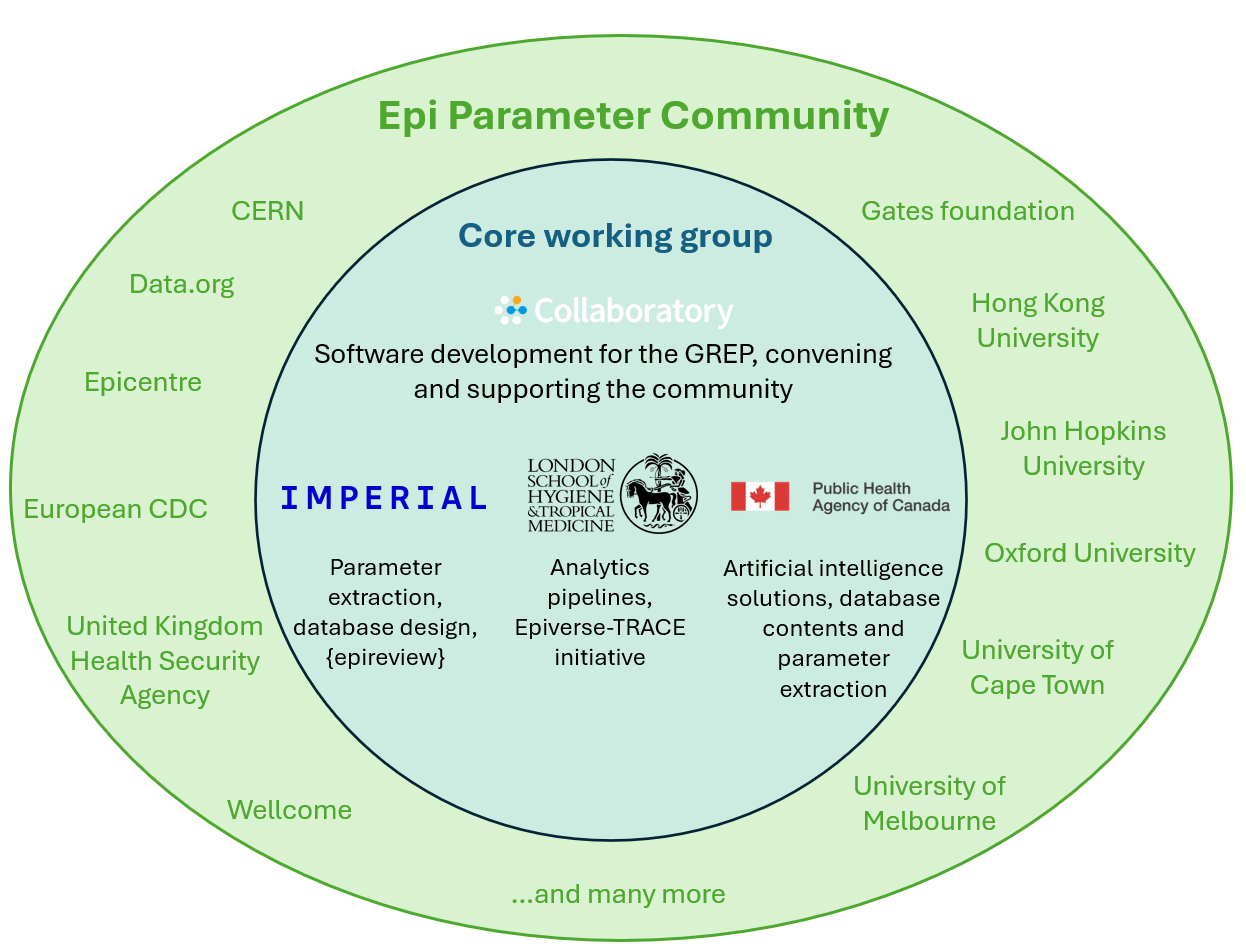 Epi Parameter Community
CERN
Data.org
Epicentre
European CDC
United Kingdom
Health Security
Agency
Wellcome
Core working group
Collaboratory
Software development for the GREP, convening
and supporting the community
IMPERIAL
Parameter
extraction,
database design,
{epireview}
LONDON
SCHOOL of
HYGIENE
&TROPICAL
MEDICINE
Analytics
pipelines,
Epiverse-TRACE
initiative
Public Health
Agency of Canada
Artificial intelligence
solutions, database
contents and
parameter
extraction
Gates foundation
Hong Kong
University
John Hopkins
University
Oxford University
University of
Cape Town
University of
Melbourne
...and many more